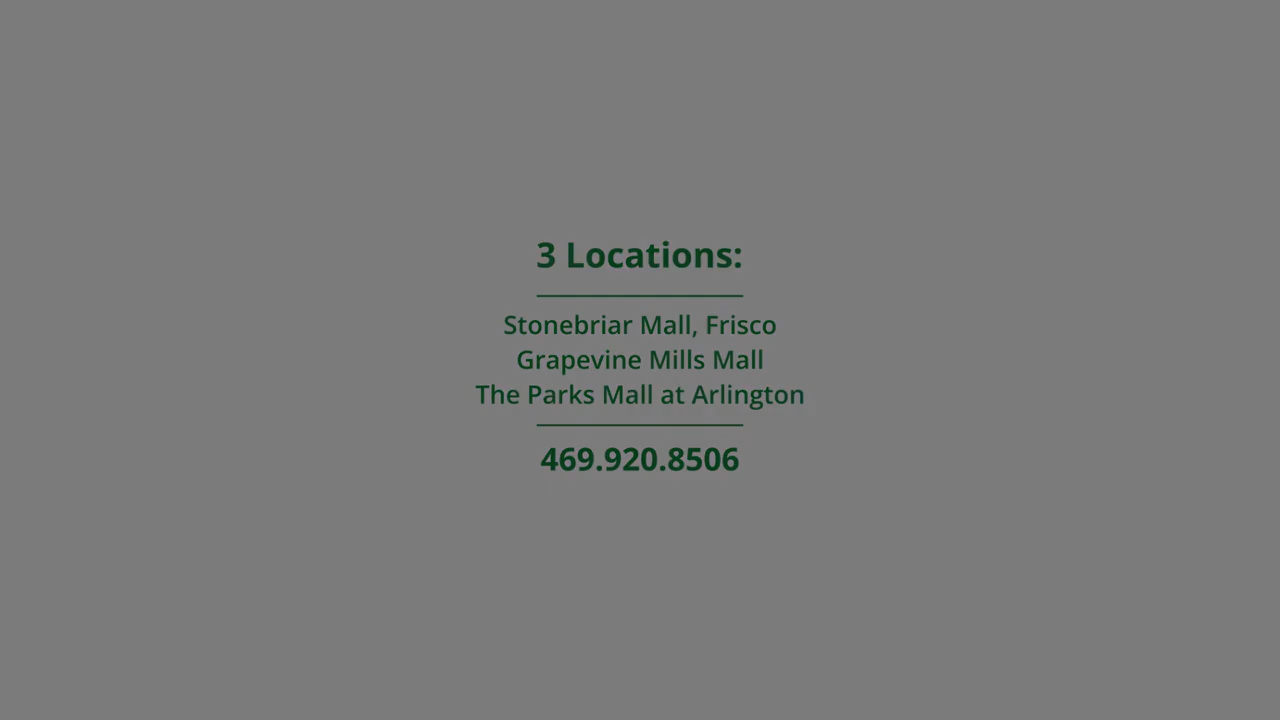 3 Locations:
Stonebriar Mall, Frisco
Grapevine Mills Mall
The Parks Mall at Arlington
469.920.8506